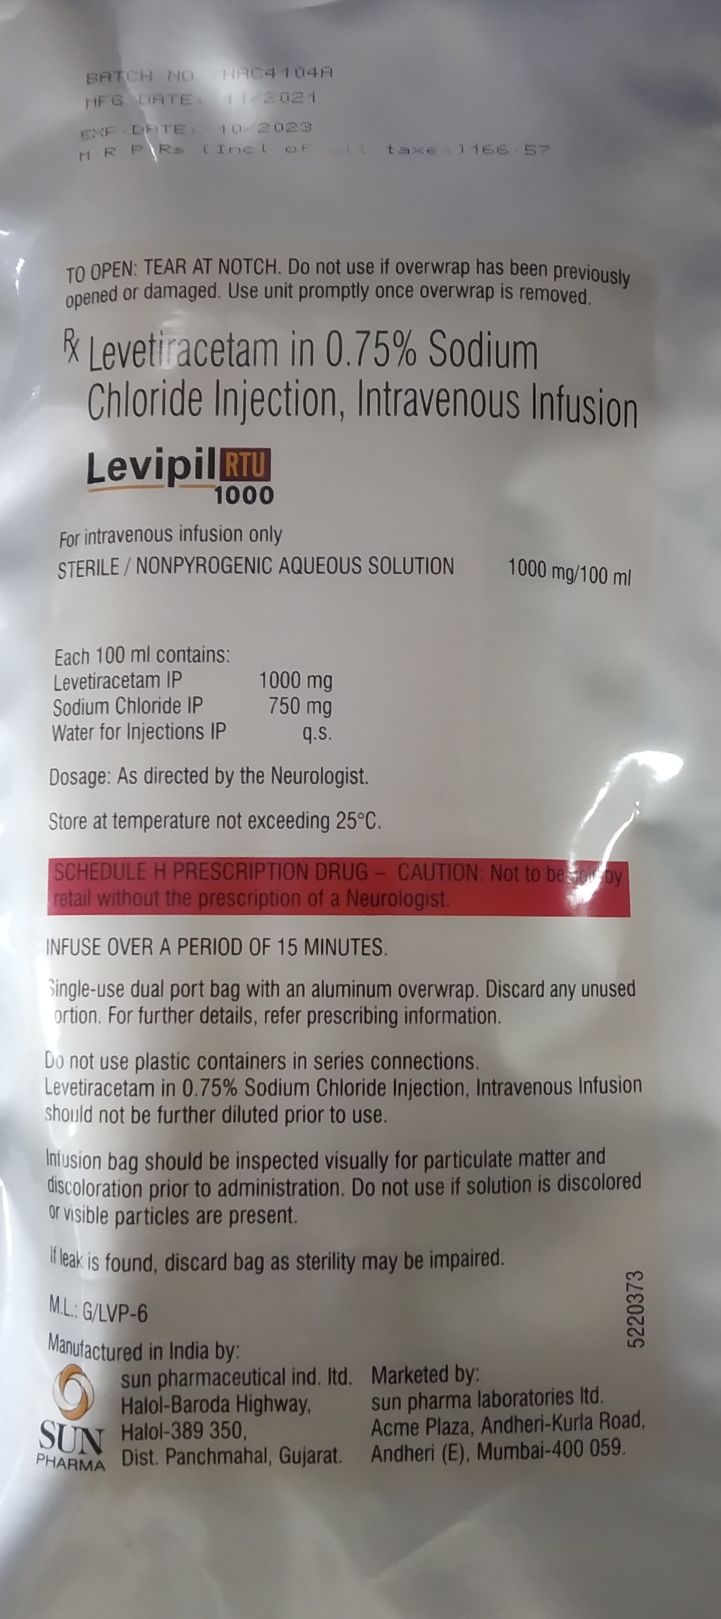 BATCH NO HAC4104A
MFG DATE 11 2021
EXP. DATE 10 2023
M R P Rs (Incl of taxe 1166.57
TO OPEN: TEAR AT NOTCH. Do not use if overwrap has been previously
opened or damaged. Use unit promptly once overwrap is removed.
Rx Levetiracetam in 0.75% Sodium
Chloride Injection, Intravenous Infusion
Levipil RTU
1000
For intravenous infusion only
STERILE / NONPYROGENIC AQUEOUS SOLUTION 1000 mg/100 ml
Each 100 ml contains:
Levetiracetam IP 1000 mg
Sodium Chloride IP 750 mg
Water for Injections IP q.s.
Dosage: As directed by the Neurologist.
Store at temperature not exceeding 25°C.
SCHEDULE H PRESCRIPTION DRUG – CAUTION: Not to be sold by
retail without the prescription of a Neurologist.
INFUSE OVER A PERIOD OF 15 MINUTES.
Single-use dual port bag with an aluminum overwrap. Discard any unused
ortion. For further details, refer prescribing information.
Do not use plastic containers in series connections.
Levetiracetam in 0.75% Sodium Chloride Injection, Intravenous Infusion
should not be further diluted prior to use.
Infusion bag should be inspected visually for particulate matter and
discoloration prior to administration. Do not use if solution is discolored
or visible particles are present.
If leak is found, discard bag as sterility may be impaired.
M.L.: G/LVP-6
5220373
Manufactured in India by:
sun pharmaceutical ind. ltd.
Halol-Baroda Highway,
Halol-389 350,
Dist. Panchmahal, Gujarat.
Marketed by:
sun pharma laboratories ltd.
Acme Plaza, Andheri-Kurla Road,
Andheri (E), Mumbai-400 059.
SUN
PHARMA